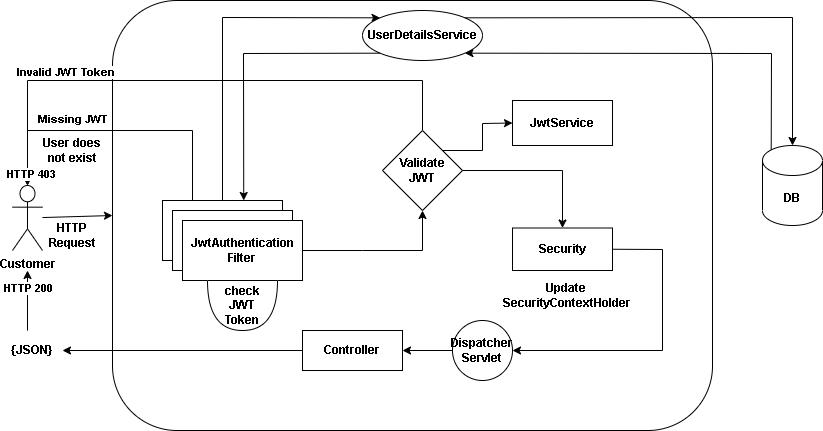 UserDetailsService
Invalid JWT Token
Missing JWT
User does
not exist
HTTP 403
HTTP
Request
Customer
HTTP 200
{JSON}
JwtAuthentication
Filter
check
JWT
Token
Validate
JWT
JwtService
Security
Update
SecurityContextHolder
Dispatcher
Servlet
Controller
DB